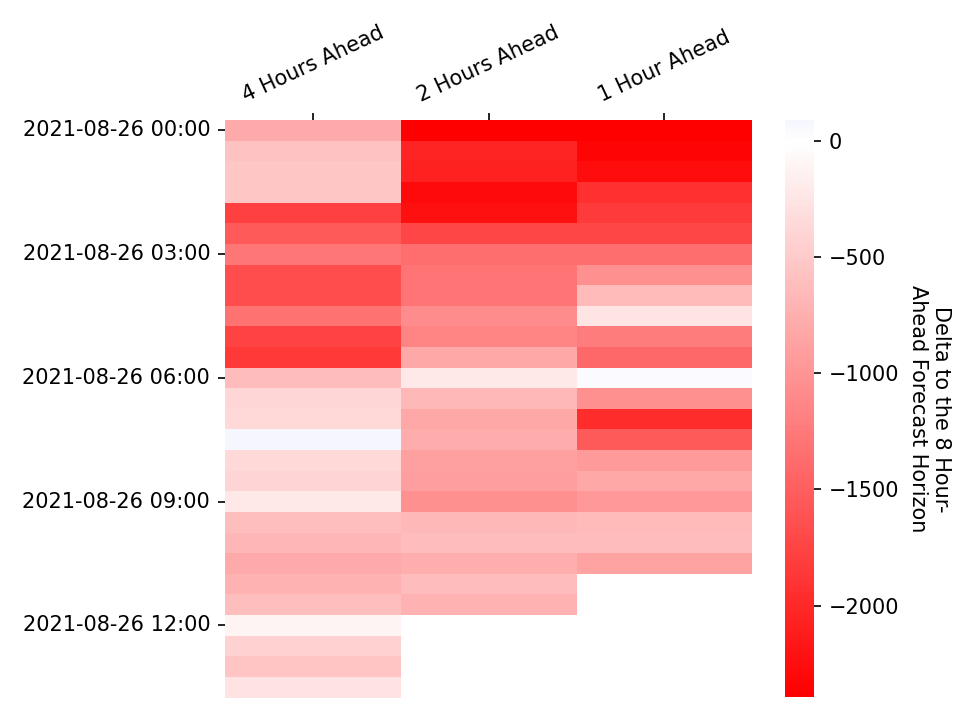 4 Hours Ahead
2 Hours Ahead
1 Hour Ahead
2021-08-26 00:00
2021-08-26 03:00
2021-08-26 06:00
2021-08-26 09:00
2021-08-26 12:00
0
−500
−1000
−1500
−2000
Delta to the 8 Hour-
Ahead Forecast Horizon